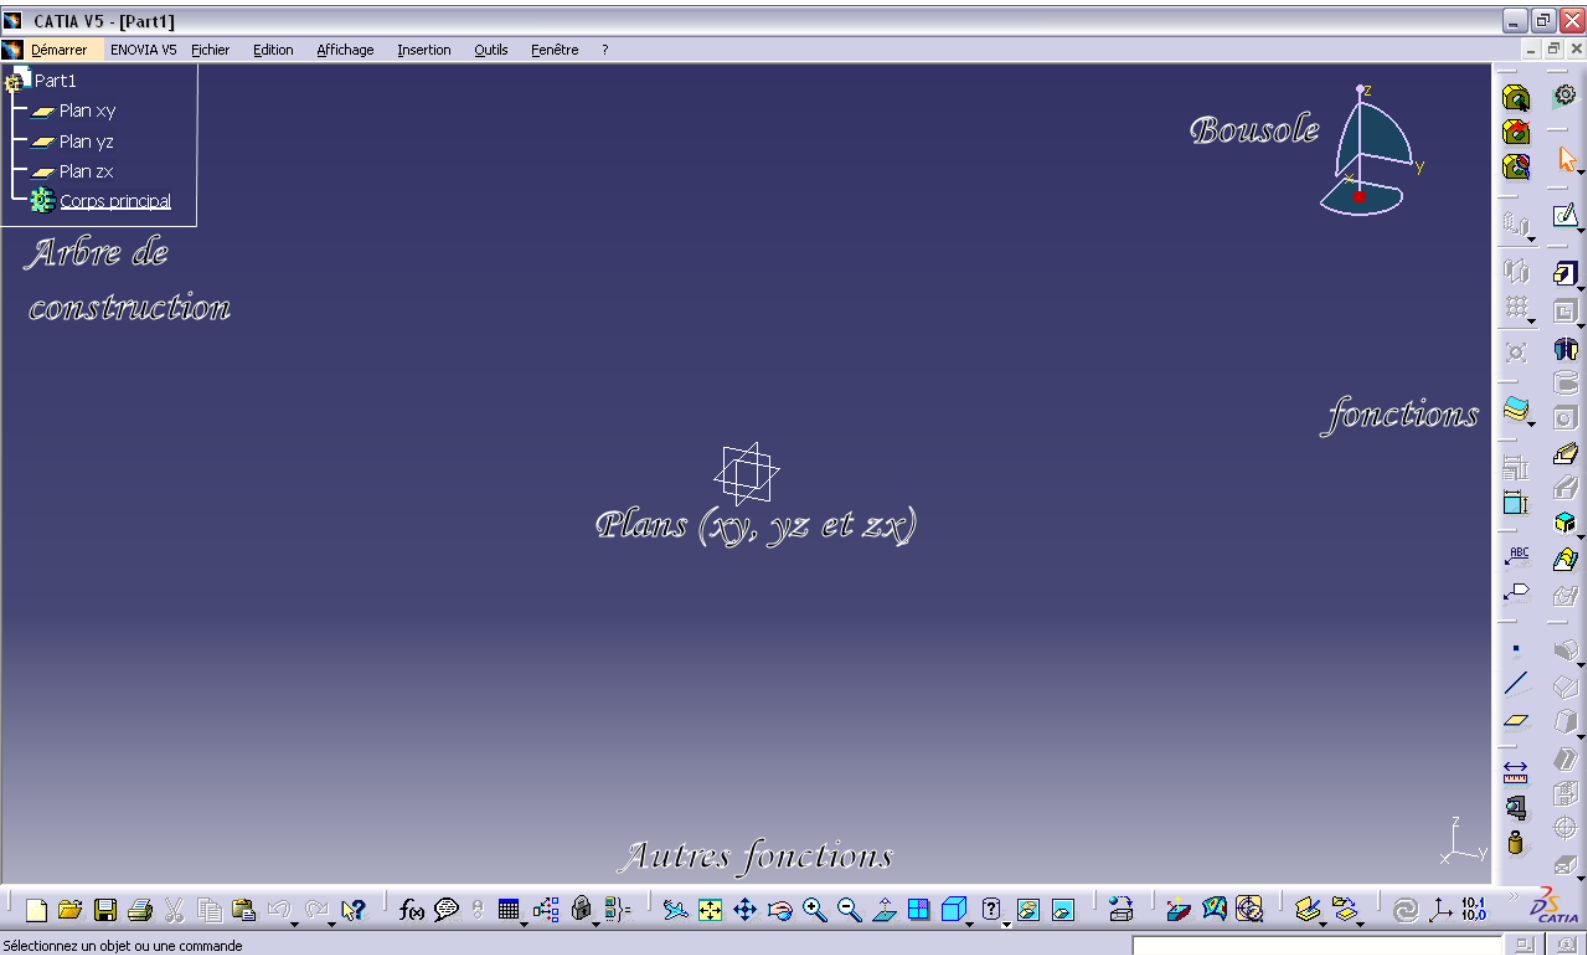 CATIA V5 - [Part1]
Démarrer ENOVIA V5 Fichier Edition Affichage Insertion Outils Fenêtre ?
Part1
Plan xy
Plan yz
Plan zx
Corps principal
Arbre de
construction
Bousole
z
y
x
fonctions
Plans (xy, yz et zx)
ABC
Autres fonctions
z
y
x
f(x)
?
10,1
10,0
CATIA
Sélectionnez un objet ou une commande